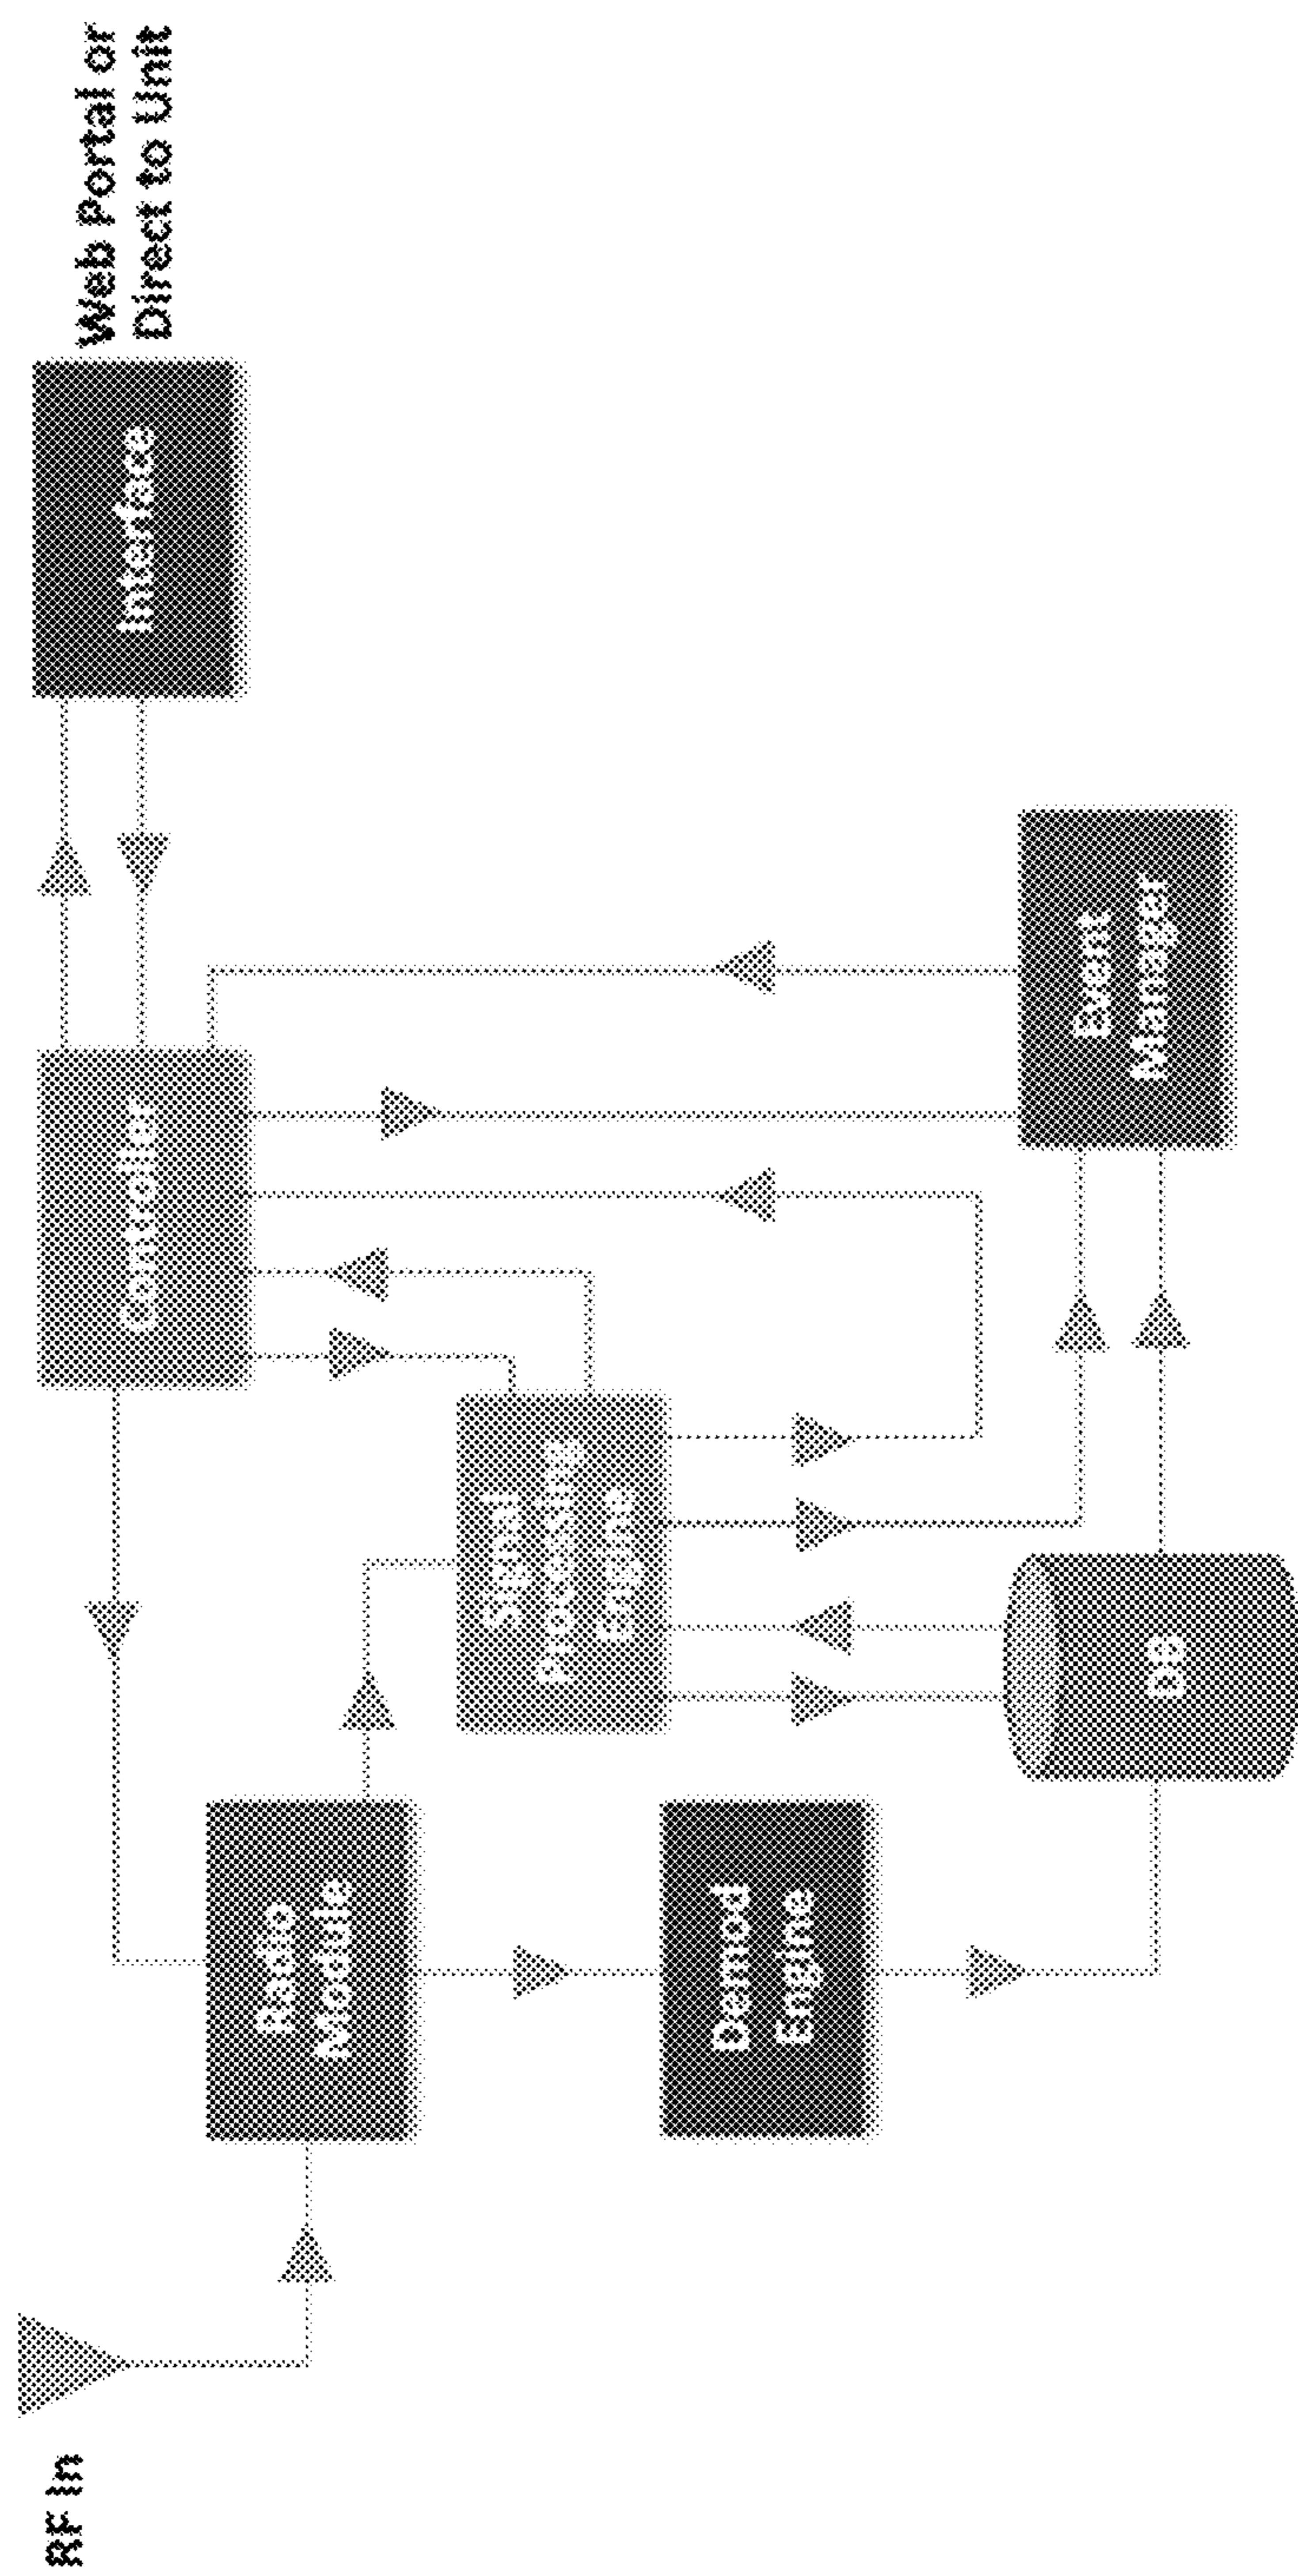 RF In
Radio
Module
Demod
Engine
Signal
Processing
Engine
DB
Controller
Event
Manager
Interface
Web Portal or
Direct to Unit